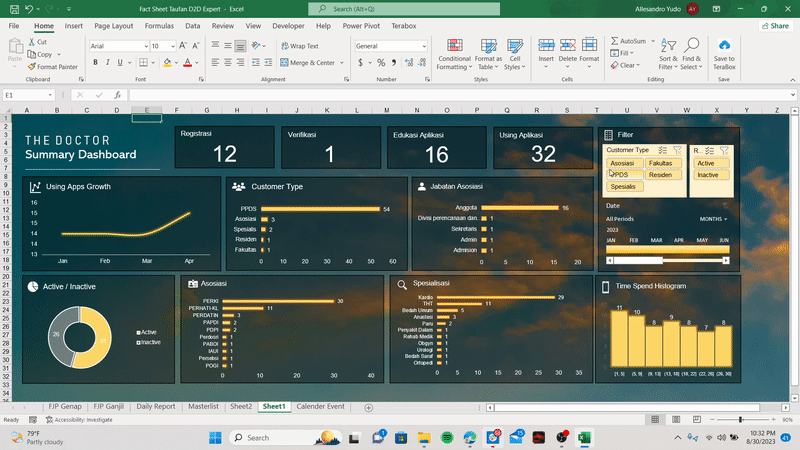 Fact Sheet Taufan D2D Expert - Excel
Search (Alt+Q)
Allesandro Yudo
AY
File Home Insert Page Layout Formulas Data Review View Developer Help Power Pivot Terabox
Share
Paste
Cut
Copy
Format Painter
Clipboard
Arial
10
Font
Wrap Text
Merge & Center
Alignment
General
Number
Conditional Formatting
Format as Table
Cell Styles
Styles
Insert
Delete
Format
Cells
AutoSum
Fill
Clear
Sort & Filter
Find & Select
Editing
Save to TeraBox
Save
E1
A B C D E F G H I J K L M N O P Q R S T U V W X Y Z
THE DOCTOR
Summary Dashboard
Registrasi
12
Verifikasi
1
Edukasi Aplikasi
16
Using Aplikasi
32
Filter
Customer Type
Asosiasi
Fakultas
PPDS
Residen
Spesialis
R...
Active
Inactive
Date
All Periods
MONTHS
2023
JAN FEB MAR APR MAY JUN
Using Apps Growth
16
16
15
15
14
14
13
Jan Feb Mar Apr
Customer Type
PPDS 54
Asosiasi 3
Spesialis 2
Residen 1
Fakultas 1
0 10 20 30 40 50 60
Jabatan Asosiasi
Anggota 16
Divisi perencanaan dan... 1
Sekretaris 1
Admin 1
Admision 1
0 5 10 15 20
Active / Inactive
26
Active
Inactive
Asosiasi
PERKI 30
PERHATI-KL 11
PERDATIN 3
PAPDI 2
PDPI 2
Perdosri 1
PABOI 1
IAUI 1
Persebsi 1
POGI 1
0 10 20 30 40
Spesialisasi
Kardio 29
THT 11
Bedah Umum 5
Anastesi 3
Paru 2
Penyakit Dalam 1
Rehab Medik 1
Obgyn 1
Urologi 1
Bedah Saraf 1
Ortopedi 1
0 5 10 15 20 25 30 35
Time Spend Histogram
11 10 8 9 8 7 8
[1, 5] (5, 9] (9, 13] (13, 18] (18, 22] (22, 26] (26, 30]
FJP Genap FJP Ganjil Daily Report Masterlist Sheet2 Sheet1 Calender Event
Ready
Accessibility: Investigate
90%
79°F
Partly cloudy
Search
10:32 PM
8/30/2023